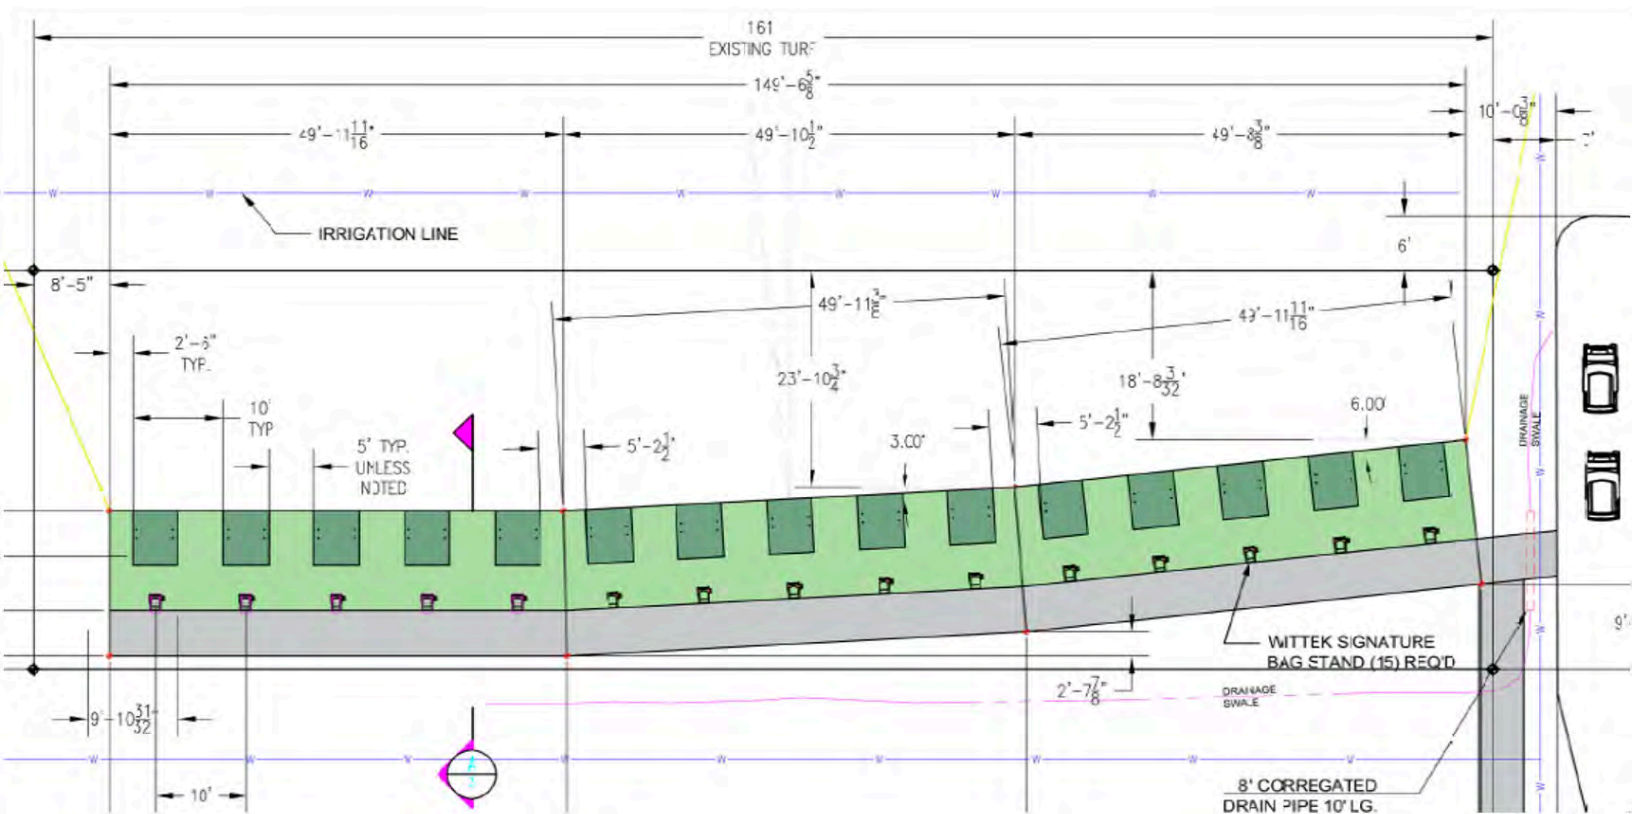 161
EXISTING TURF
149'-6 5/8"
49'-11 11/16"
49'-10 1/2"
49'-8 3/8"
W W W W W W W W W
IRRIGATION LINE
6'
8'-5"
49'-11 3/8"
49'-11 11/16"
2'-6"
TYP.
23'-10 3/4"
18'-8 3/32"
10'
TYP
5' TYP.
UNLESS
NOTED
5'-2 1/2"
3.00'
5'-2 1/2"
6.00'
DRAINAGE
SWALE
WITTEK SIGNATURE
BAG STAND (15) REQ'D
2'-7 7/8"
DRAINAGE
SWALE
9'-10 31/32"
W W W W W W W W W
10'
8' CORREGATED
DRAIN PIPE 10' LG.